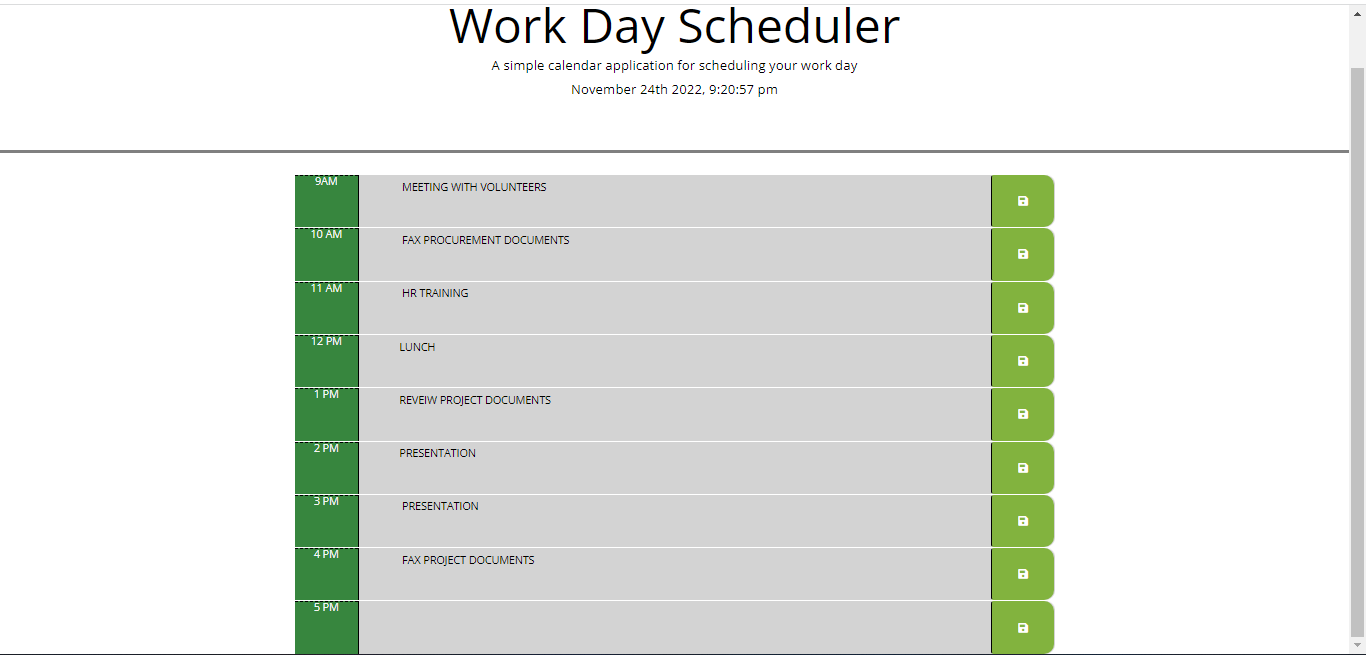 Work Day Scheduler
A simple calendar application for scheduling your work day
November 24th 2022, 9:20:57 pm
9AM MEETING WITH VOLUNTEERS
10 AM FAX PROCUREMENT DOCUMENTS
11 AM HR TRAINING
12 PM LUNCH
1 PM REVEIW PROJECT DOCUMENTS
2 PM PRESENTATION
3 PM PRESENTATION
4 PM FAX PROJECT DOCUMENTS
5 PM